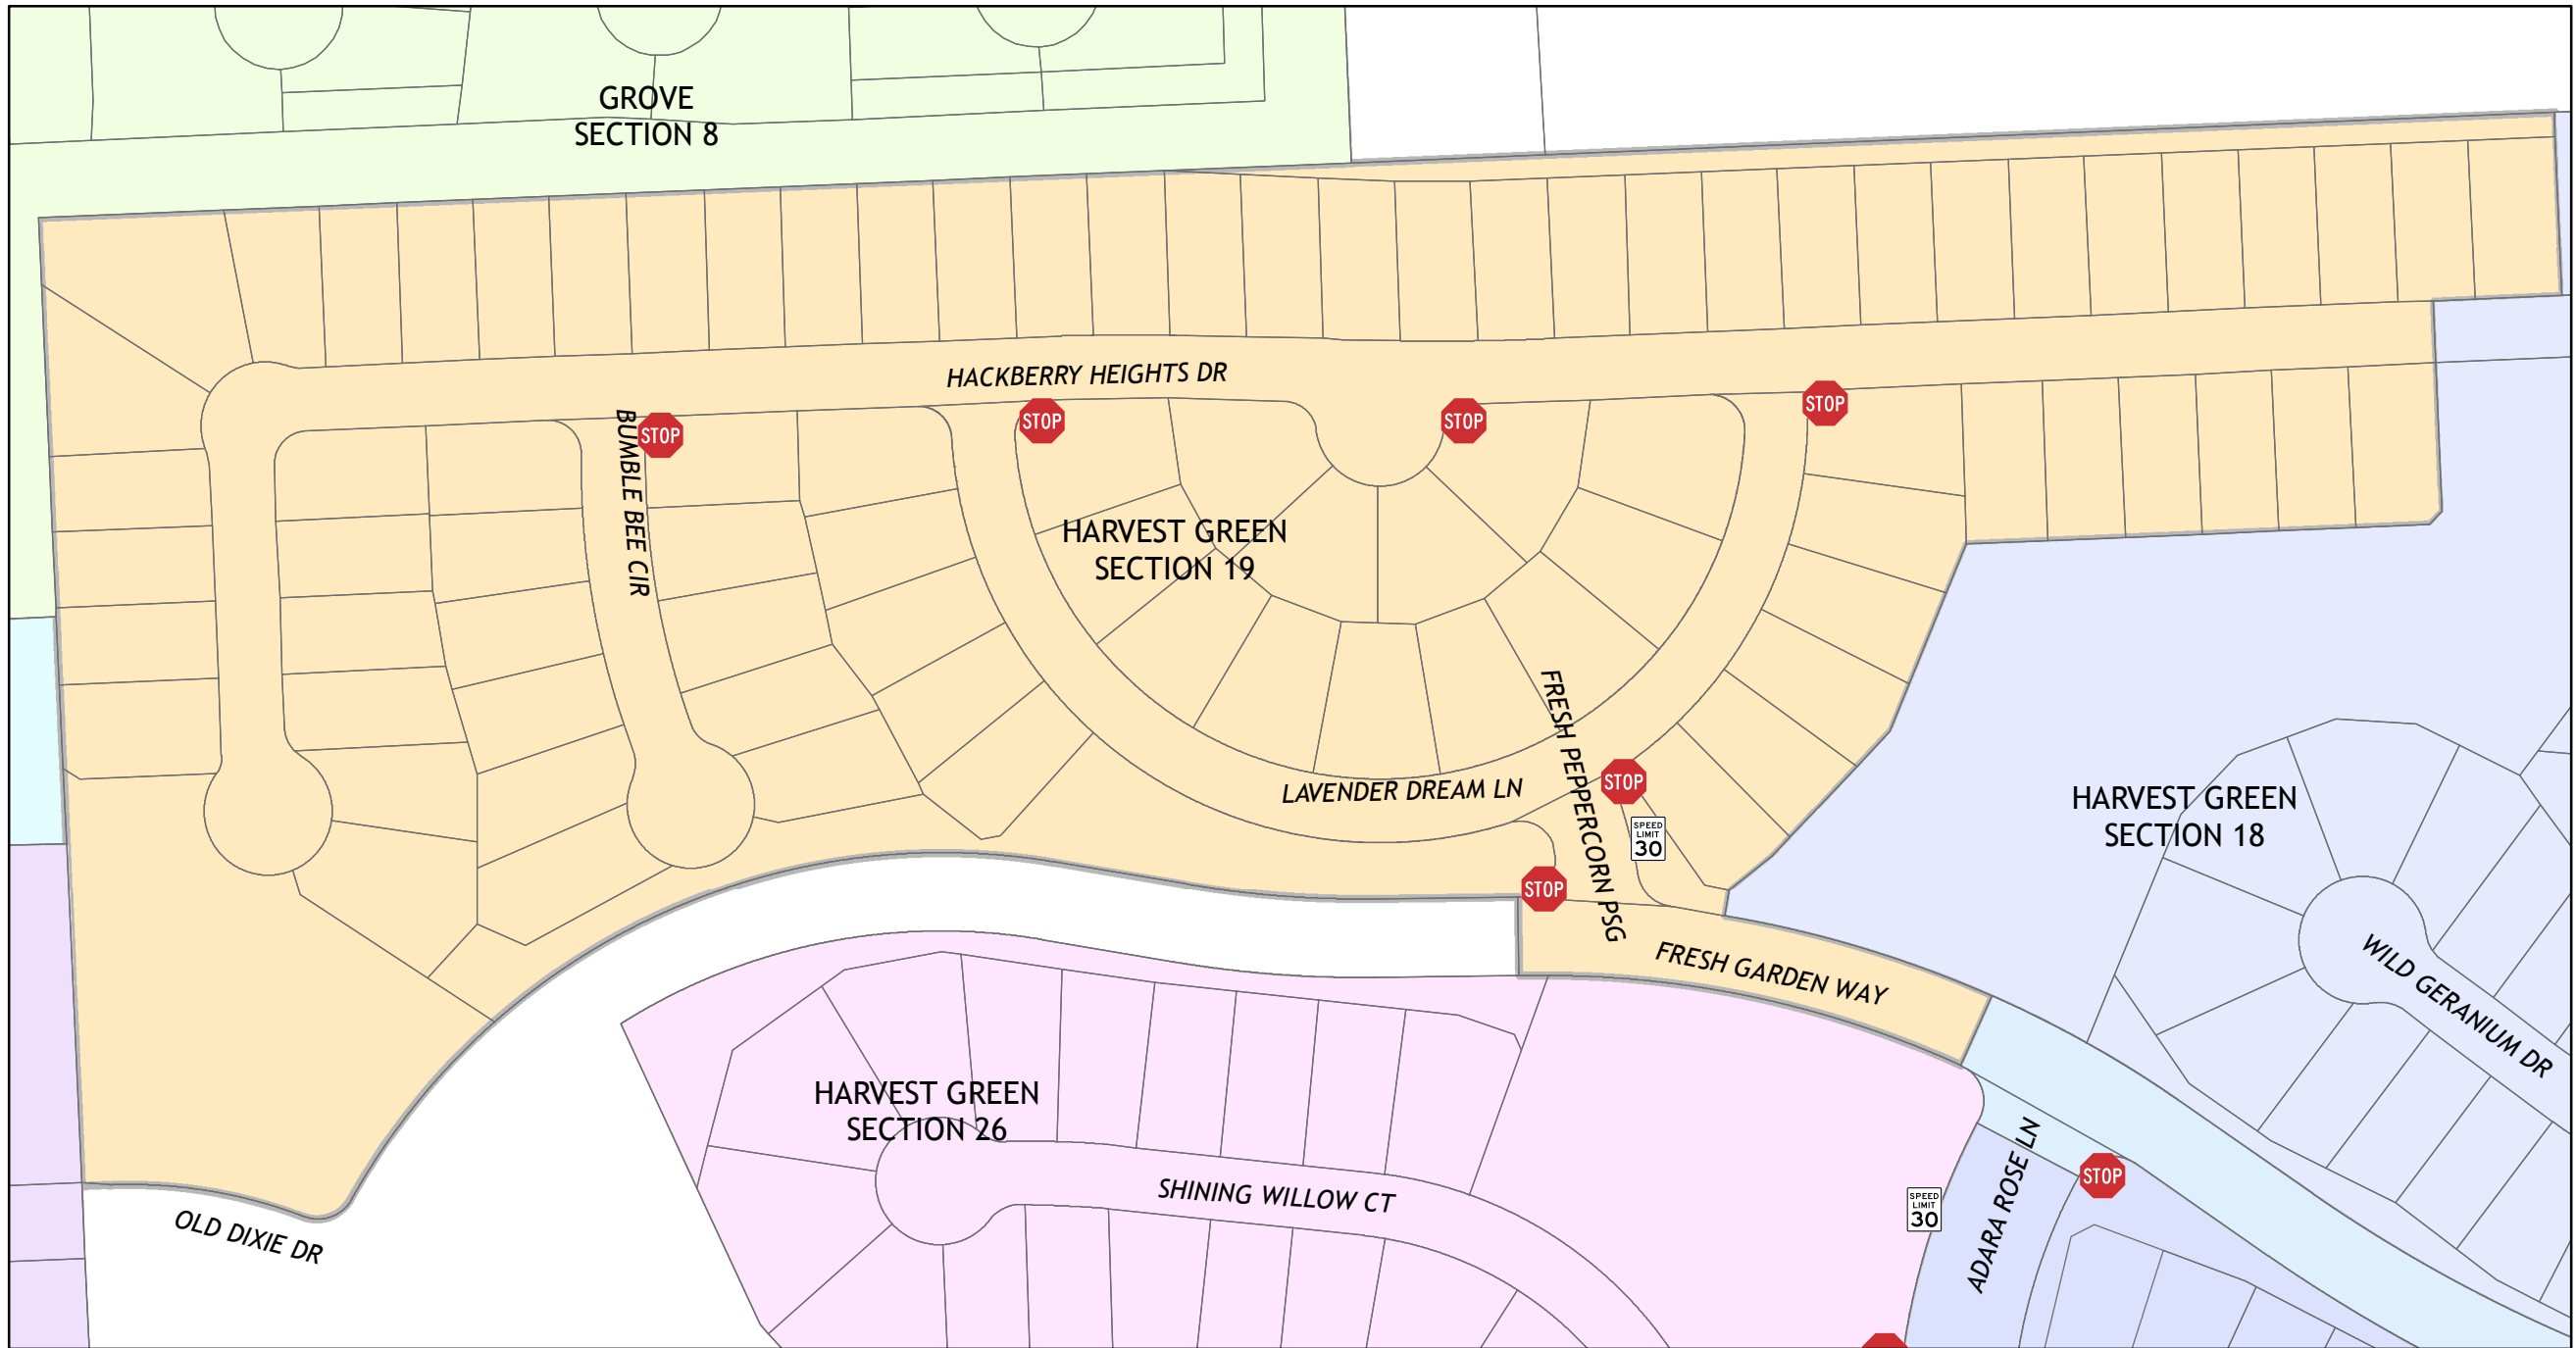 GROVE
SECTION 8
HACKBERRY HEIGHTS DR
STOP
STOP
STOP
STOP
BUMBLE BEE CIR
HARVEST GREEN
SECTION 19
FRESH PEPPERCORN PSG
LAVENDER DREAM LN
STOP
SPEED
LIMIT
30
HARVEST GREEN
SECTION 18
STOP
FRESH GARDEN WAY
WILD GERANIUM DR
HARVEST GREEN
SECTION 26
SHINING WILLOW CT
ADARA ROSE LN
STOP
SPEED
LIMIT
30
OLD DIXIE DR